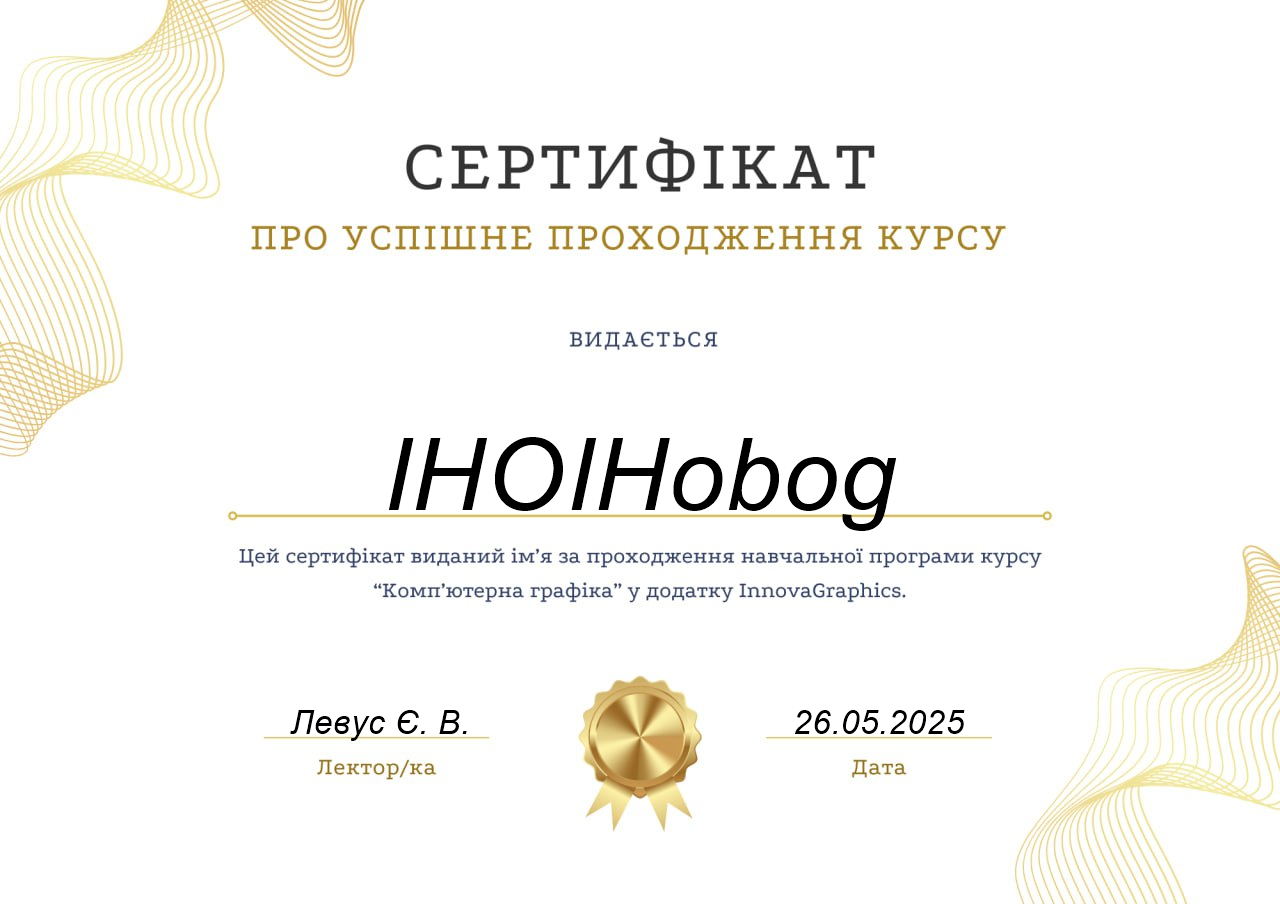 СЕРТИФІКАТ
ПРО УСПІШНЕ ПРОХОДЖЕННЯ КУРСУ
ВИДАЄТЬСЯ
IHOIHobog
Цей сертифікат виданий ім’я за проходження навчальної програми курсу
“Комп’ютерна графіка” у додатку InnovaGraphics.
Левус Є. В.
Лектор/ка
26.05.2025
Дата